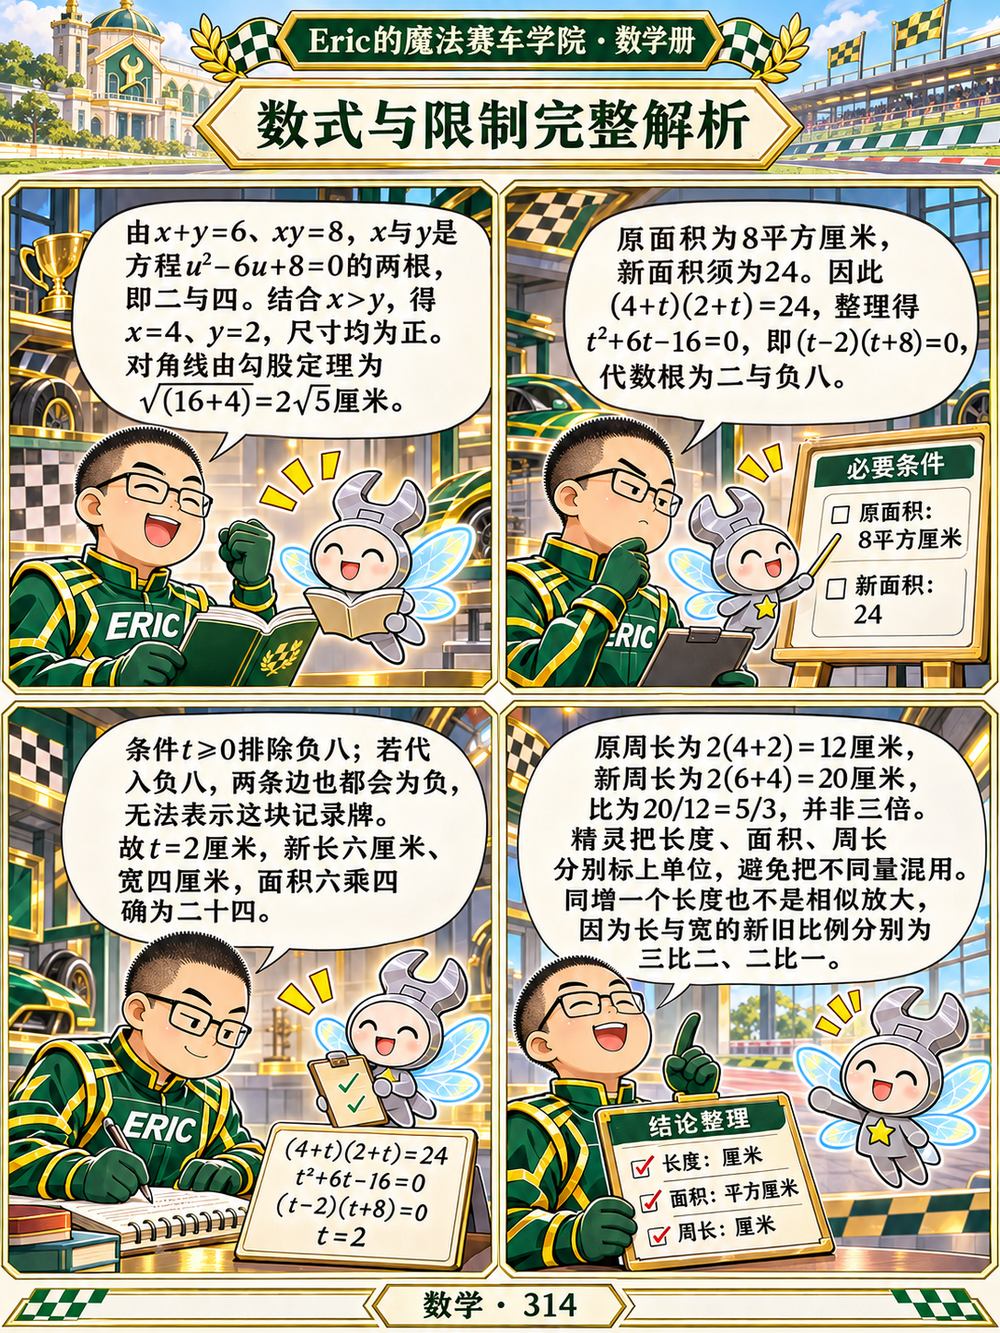 Eric的魔法赛车学院·数学册
数式与限制完整解析
由x+y=6、xy=8，x与y是
方程u²-6u+8=0的两根，
即二与四。结合x>y，得
x=4、y=2，尺寸均为正。
对角线由勾股定理为
√(16+4)=2√5厘米。
ERIC
原面积为8平方厘米，
新面积须为24。因此
(4+t)(2+t)=24，整理得
t²+6t-16=0，即(t-2)(t+8)=0，
代数根为二与负八。
必要条件
□ 原面积：
8平方厘米
□ 新面积：
24
ERIC
条件t⩾0排除负八；若代
入负八，两条边也都会为负，
无法表示这块记录牌。
故t=2厘米，新长六厘米、
宽四厘米，面积六乘四
确为二十四。
ERIC
(4+t)(2+t)=24
t²+6t-16=0
(t-2)(t+8)=0
t=2
原周长为2(4+2)=12厘米，
新周长为2(6+4)=20厘米，
比为20/12=5/3，并非三倍。
精灵把长度、面积、周长
分别标上单位，避免把不同量混用。
同增一个长度也不是相似放大，
因为长与宽的新旧比例分别为
三比二、二比一。
结论整理
长度：厘米
面积：平方厘米
周长：厘米
数学·314